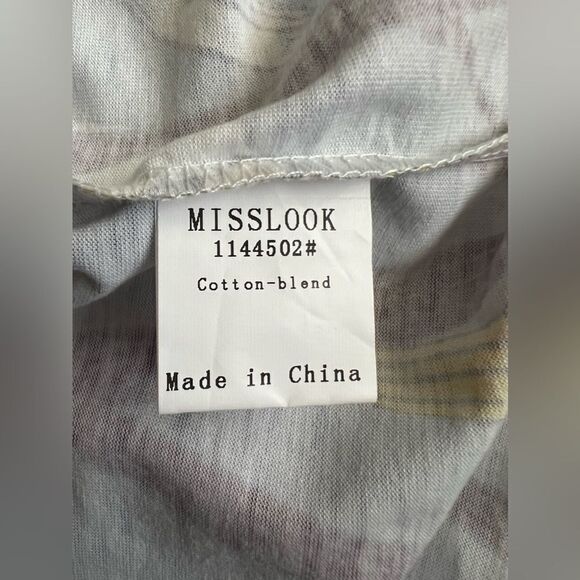 MISSLOOK
1144502#
Cotton-blend
Made in China